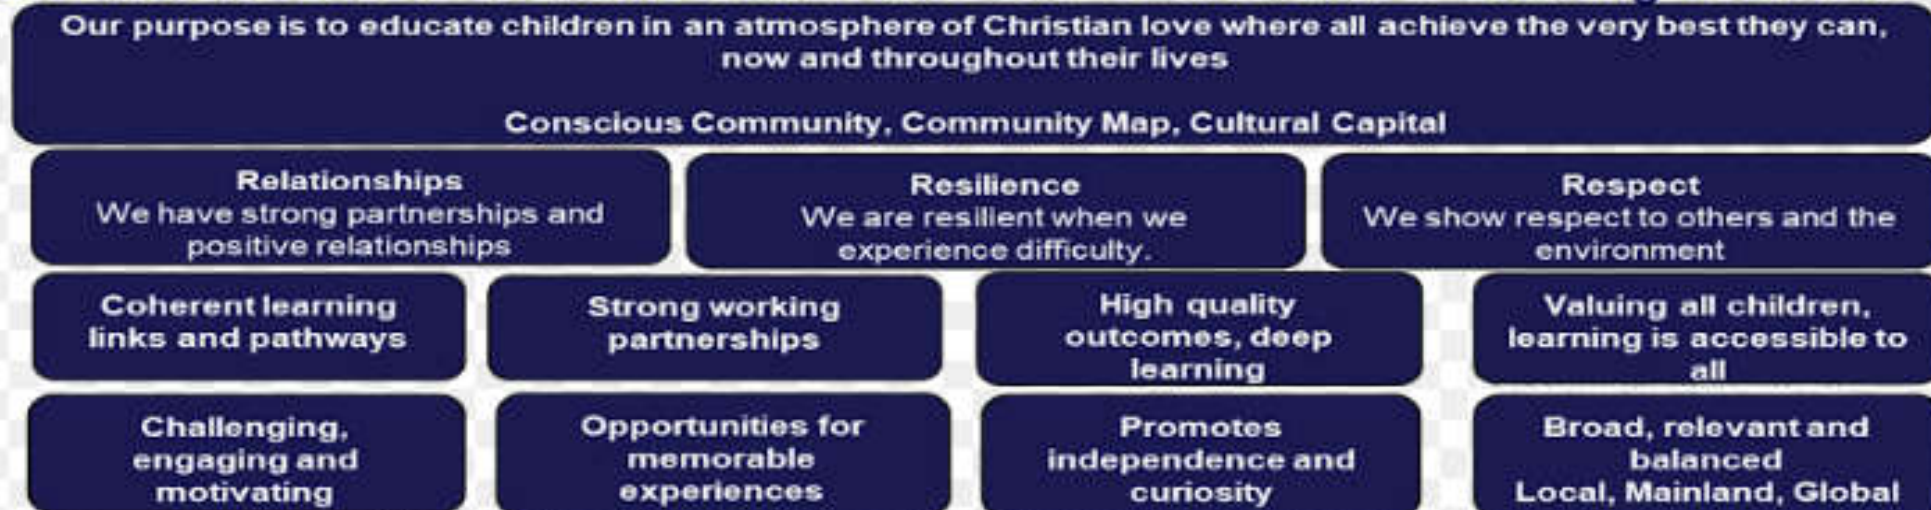 Our purpose is to educate children in an atmosphere of Christian love where all achieve the very best they can,
now and throughout their lives
Conscious Community, Community Map, Cultural Capital
Relationships
We have strong partnerships and
positive relationships
Resilience
We are resilient when we
experience difficulty.
Respect
We show respect to others and the
environment
Coherent learning
links and pathways
Strong working
partnerships
High quality
outcomes, deep
learning
Valuing all children,
learning is accessible to
all
Challenging,
engaging and
motivating
Opportunities for
memorable
experiences
Promotes
independence and
curiosity
Broad, relevant and
balanced
Local, Mainland, Global